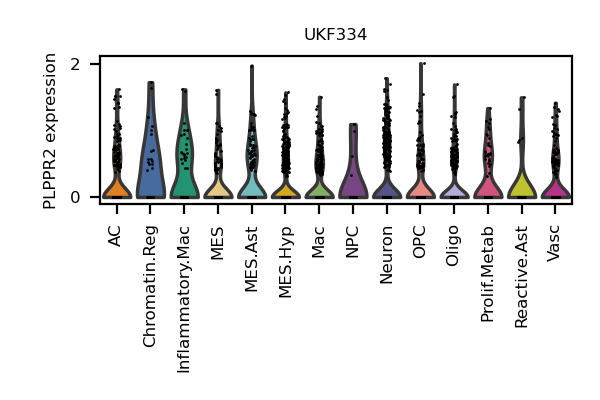 UKF334
PLPPR2 expression
2
0
AC
Chromatin.Reg
Inflammatory.Mac
MES
MES.Ast
MES.Hyp
Mac
NPC
Neuron
OPC
Oligo
Prolif.Metab
Reactive.Ast
Vasc